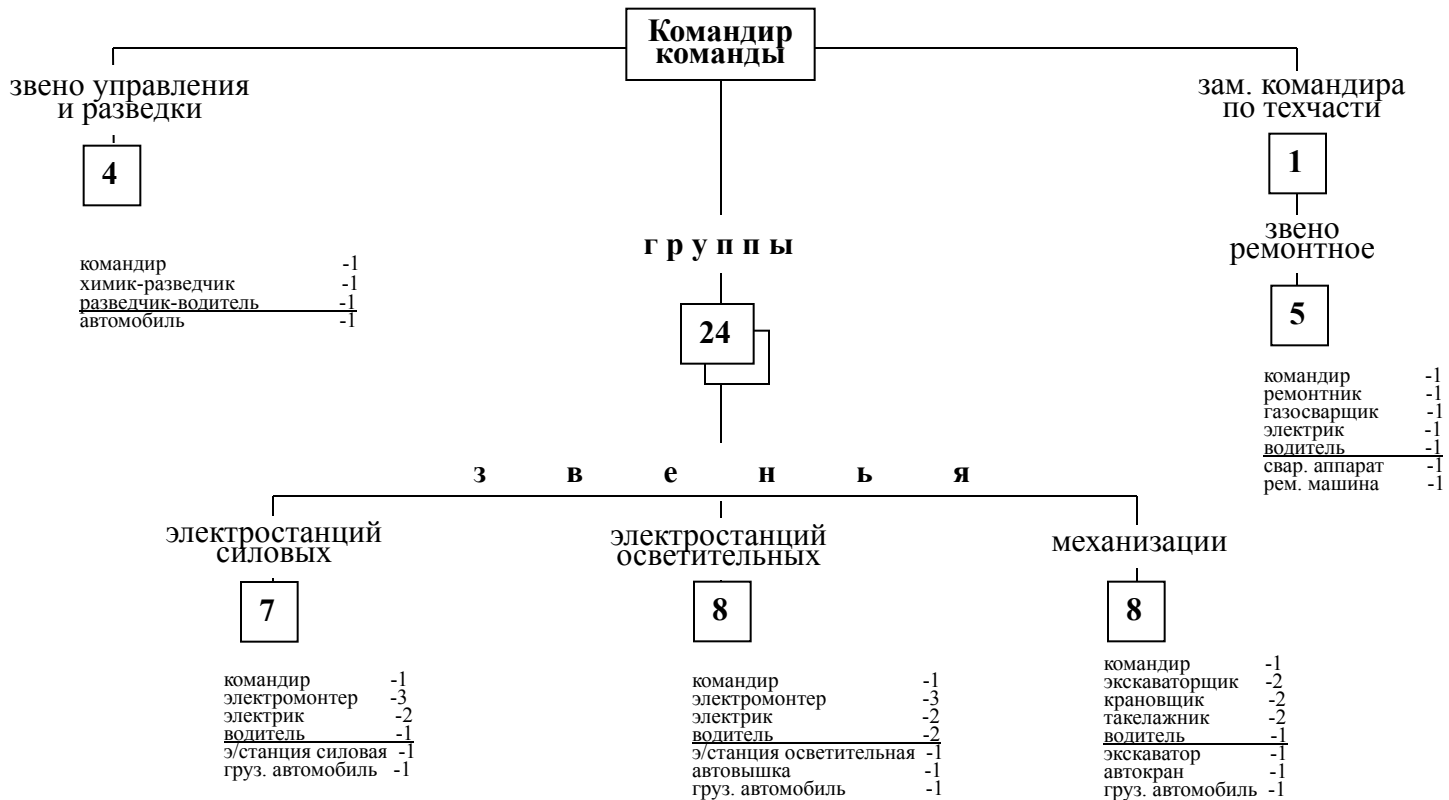 Командир
команды
звено управления
и разведки
4
командир -1
химик-разведчик -1
разведчик-водитель -1
автомобиль -1
зам. командира
по техчасти
1
звено
ремонтное
5
командир -1
ремонтник -1
газосварщик -1
электрик -1
водитель -1
свар. аппарат -1
рем. машина -1
г р у п п ы
24
з в е н ь я
электростанций
силовых
7
командир -1
электромонтер -3
электрик -2
водитель -1
э/станция силовая -1
груз. автомобиль -1
электростанций
осветительных
8
командир -1
электромонтер -3
электрик -2
водитель -2
э/станция осветительная -1
автовышка -1
груз. автомобиль -1
механизации
8
командир -1
экскаваторщик -2
крановщик -2
такелажник -2
водитель -1
экскаватор -1
автокран -1
груз. автомобиль -1